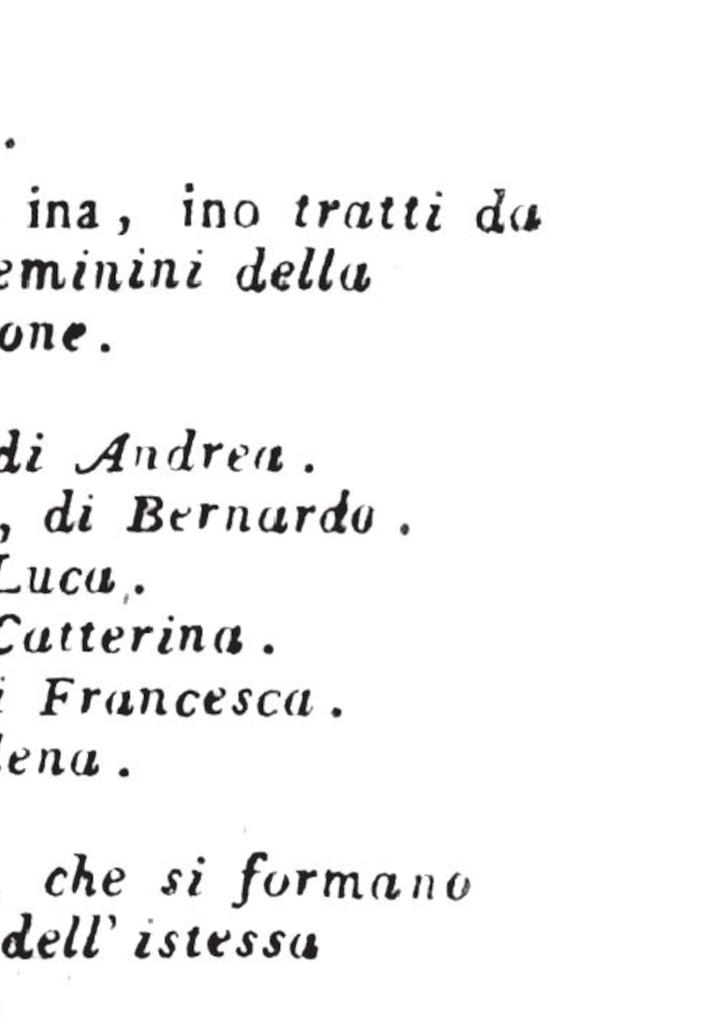 .
ina, ino tratti da
eminini della
one.
di Andrea.
, di Bernardo.
Luca.
Catterina.
i Francesca.
lena.
che si formano
dell' istessa